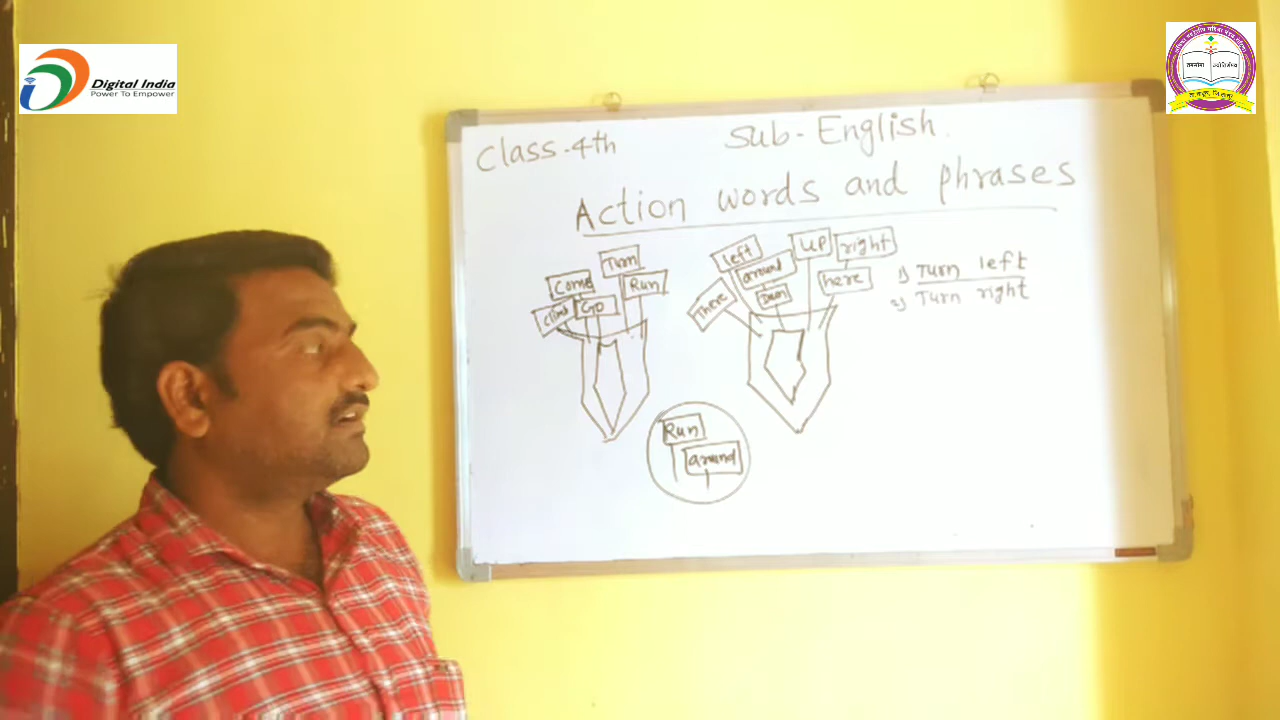 Digital India
Power To Empower
Class-4th Sub-English.
Action words and phrases
Turn
Come
Run
Climb
Go
left
UP
right
around
here
There
Down
1) Turn left
2) Turn right
Run
around